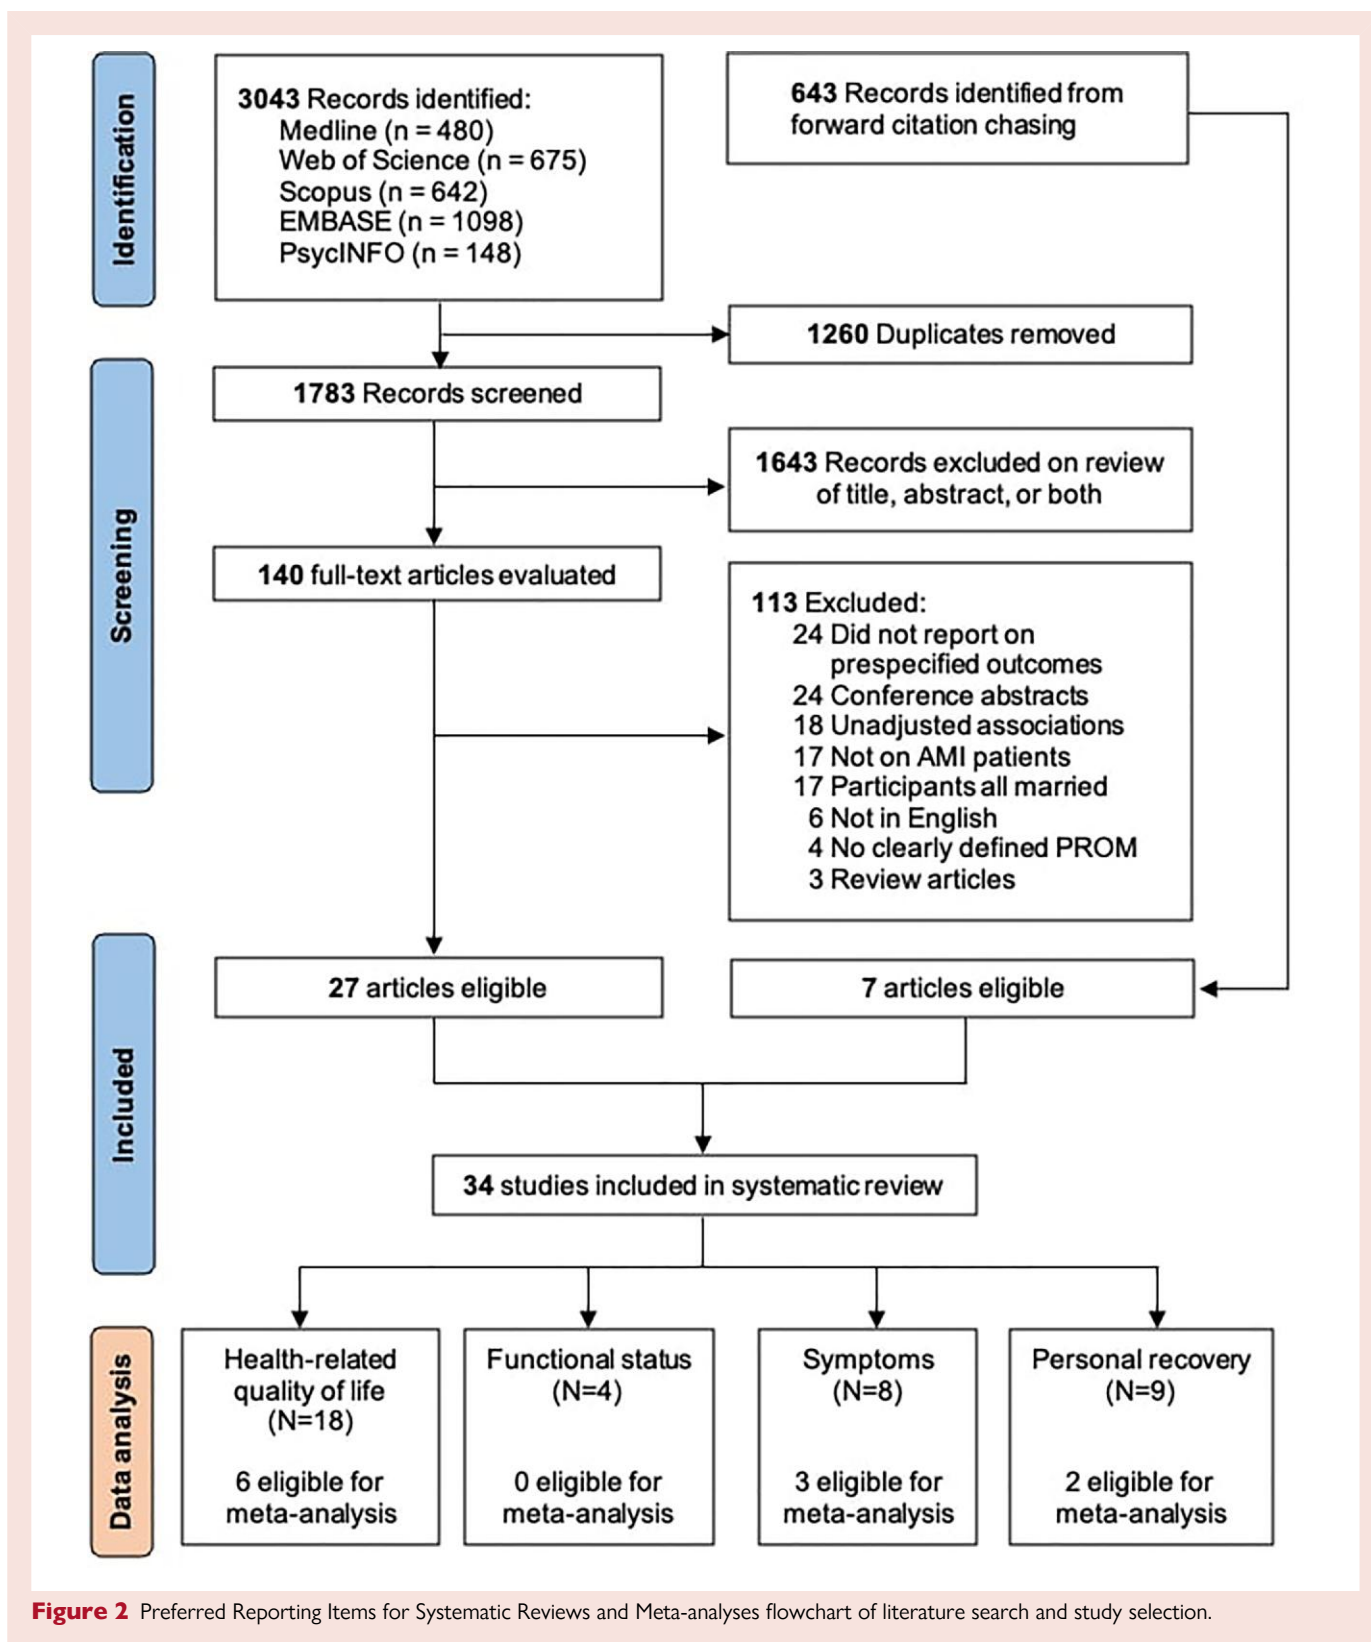 Identification
3043 Records identified:
Medline (n = 480)
Web of Science (n = 675)
Scopus (n = 642)
EMBASE (n = 1098)
PsycINFO (n = 148)
643 Records identified from
forward citation chasing
1260 Duplicates removed
Screening
1783 Records screened
1643 Records excluded on review
of title, abstract, or both
140 full-text articles evaluated
113 Excluded:
24 Did not report on
prespecified outcomes
24 Conference abstracts
18 Unadjusted associations
17 Not on AMI patients
17 Participants all married
6 Not in English
4 No clearly defined PROM
3 Review articles
Included
27 articles eligible
7 articles eligible
34 studies included in systematic review
Data analysis
Health-related
quality of life
(N=18)
6 eligible for
meta-analysis
Functional status
(N=4)
0 eligible for
meta-analysis
Symptoms
(N=8)
3 eligible for
meta-analysis
Personal recovery
(N=9)
2 eligible for
meta-analysis
Figure 2 Preferred Reporting Items for Systematic Reviews and Meta-analyses flowchart of literature search and study selection.